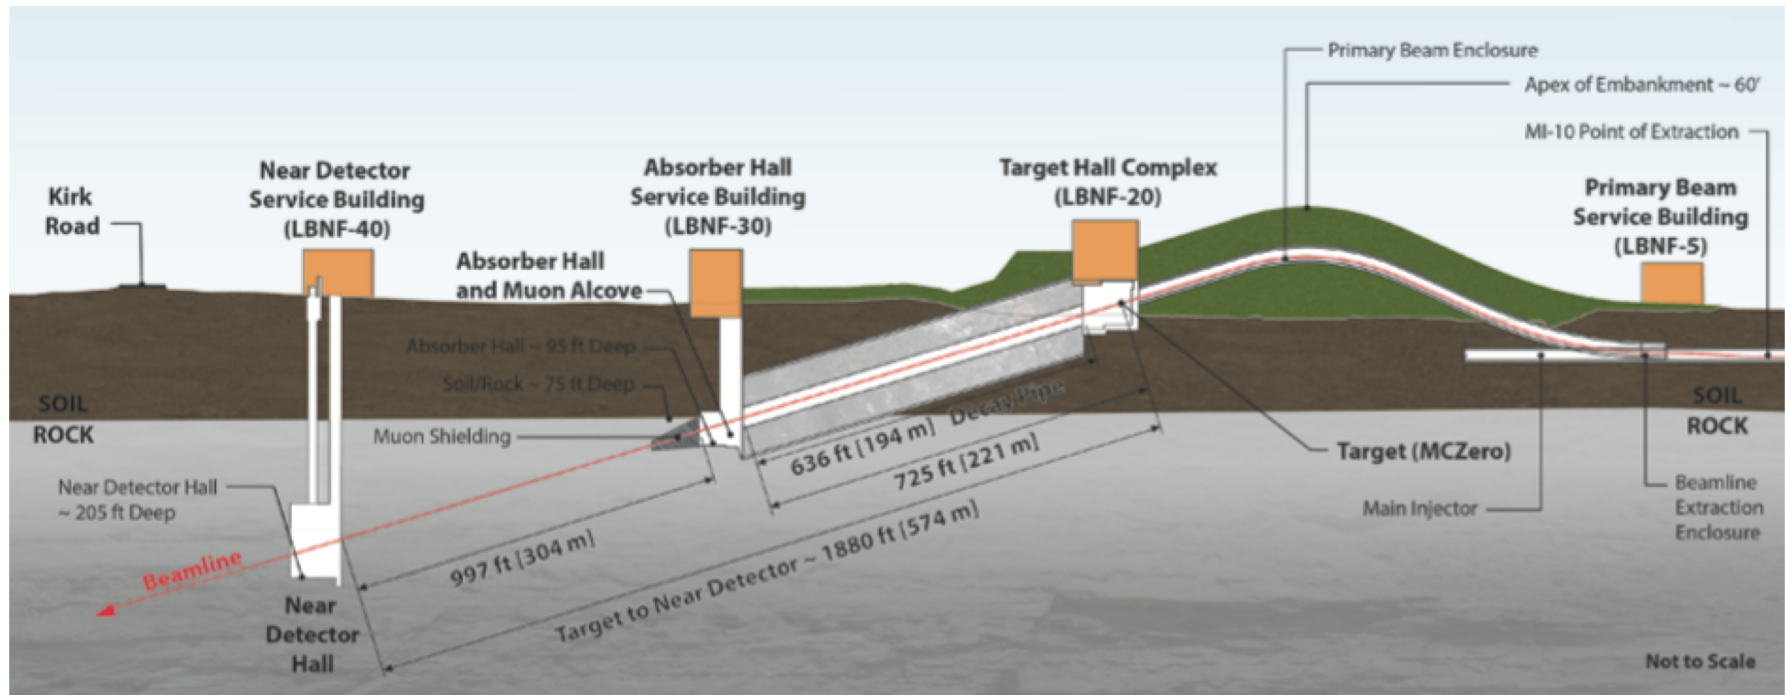 Primary Beam Enclosure
Apex of Embankment ~ 60'
MI-10 Point of Extraction
Near Detector
Service Building
(LBNF-40)
Absorber Hall
Service Building
(LBNF-30)
Target Hall Complex
(LBNF-20)
Primary Beam
Service Building
(LBNF-5)
Kirk
Road
Absorber Hall
and Muon Alcove
Absorber Hall ~ 95 ft Deep
Soil/Rock ~ 75 ft Deep
SOIL
ROCK
SOIL
ROCK
Muon Shielding
Decay Pipe
636 ft [194 m]
725 ft [221 m]
Target (MCZero)
Near Detector Hall
~ 205 ft Deep
Main Injector
Beamline
Extraction
Enclosure
997 ft [304 m]
Target to Near Detector ~ 1880 ft [574 m]
Beamline
Near
Detector
Hall
Not to Scale